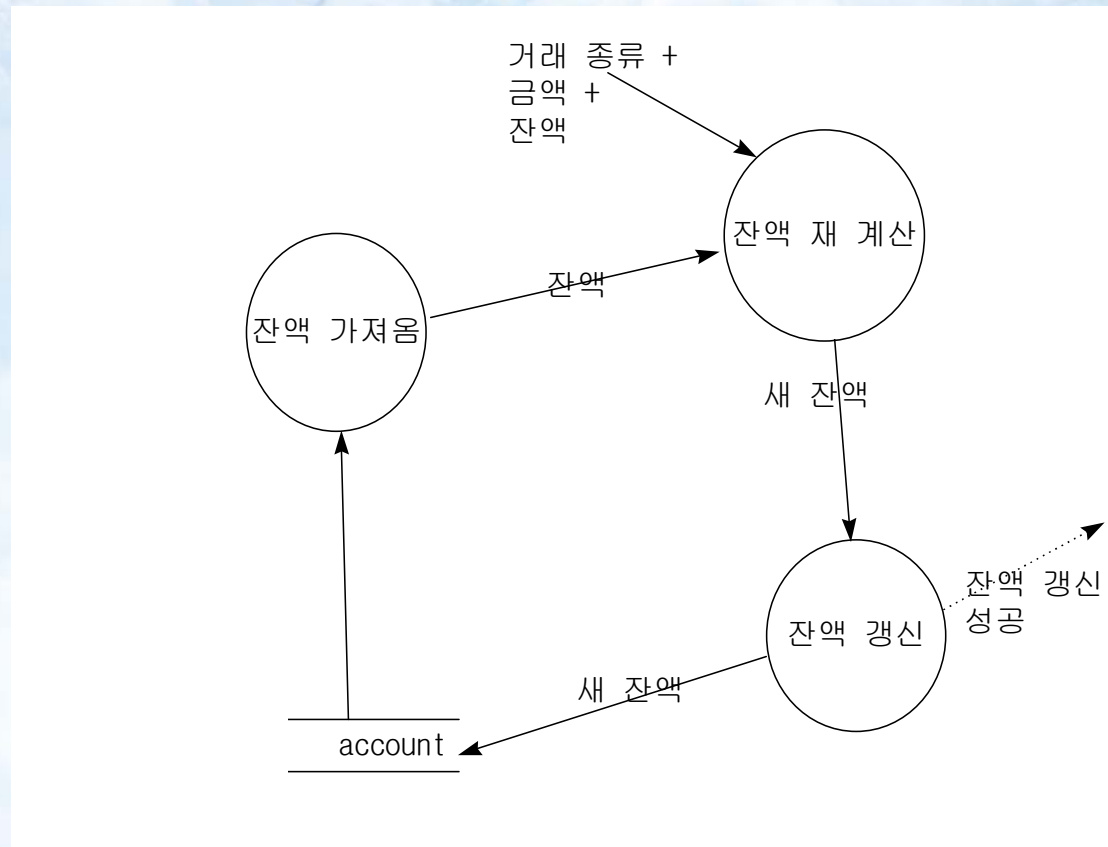 거래 종류 +
금액 +
잔액
잔액 재 계산
잔액
잔액 가져옴
새 잔액
잔액 갱신
성공
잔액 갱신
새 잔액
account